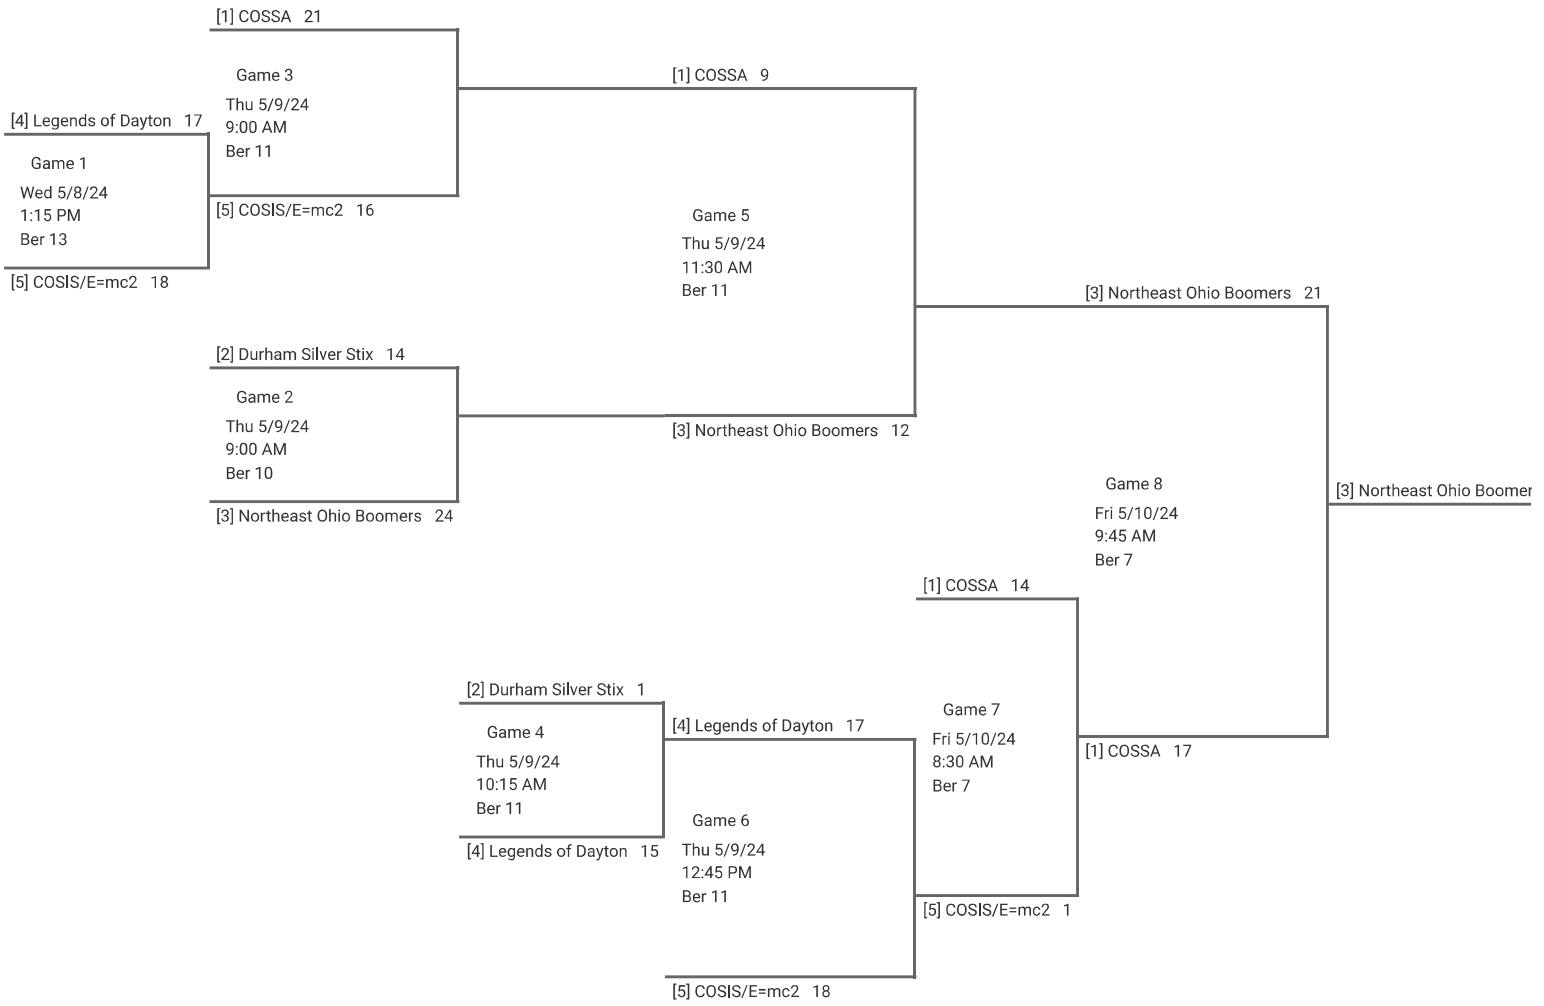 [1] COSSA 21
Game 3
Thu 5/9/24
9:00 AM
Ber 11
[5] COSIS/E=mc2 16
[4] Legends of Dayton 17
Game 1
Wed 5/8/24
1:15 PM
Ber 13
[5] COSIS/E=mc2 18
[2] Durham Silver Stix 14
Game 2
Thu 5/9/24
9:00 AM
Ber 10
[3] Northeast Ohio Boomers 24
[1] COSSA 9
Game 5
Thu 5/9/24
11:30 AM
Ber 11
[3] Northeast Ohio Boomers 12
[2] Durham Silver Stix 1
Game 4
Thu 5/9/24
10:15 AM
Ber 11
[4] Legends of Dayton 15
[4] Legends of Dayton 17
Game 6
Thu 5/9/24
12:45 PM
Ber 11
[5] COSIS/E=mc2 18
[1] COSSA 14
Game 7
Fri 5/10/24
8:30 AM
Ber 7
[5] COSIS/E=mc2 1
[3] Northeast Ohio Boomers 21
Game 8
Fri 5/10/24
9:45 AM
Ber 7
[1] COSSA 17
[3] Northeast Ohio Boomer